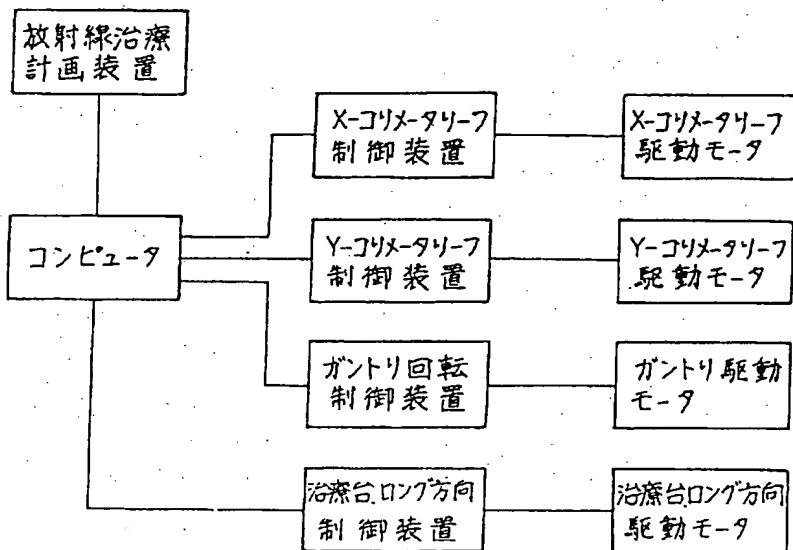 放射線治療
計画装置
X-コリメータリーフ
制御装置
X-コリメータリーフ
駆動モータ
コンピュータ
Y-コリメータリーフ
制御装置
Y-コリメータリーフ
駆動モータ
ガントリ回転
制御装置
ガントリ駆動
モータ
治療台ロング方向
制御装置
治療台ロング方向
駆動モータ